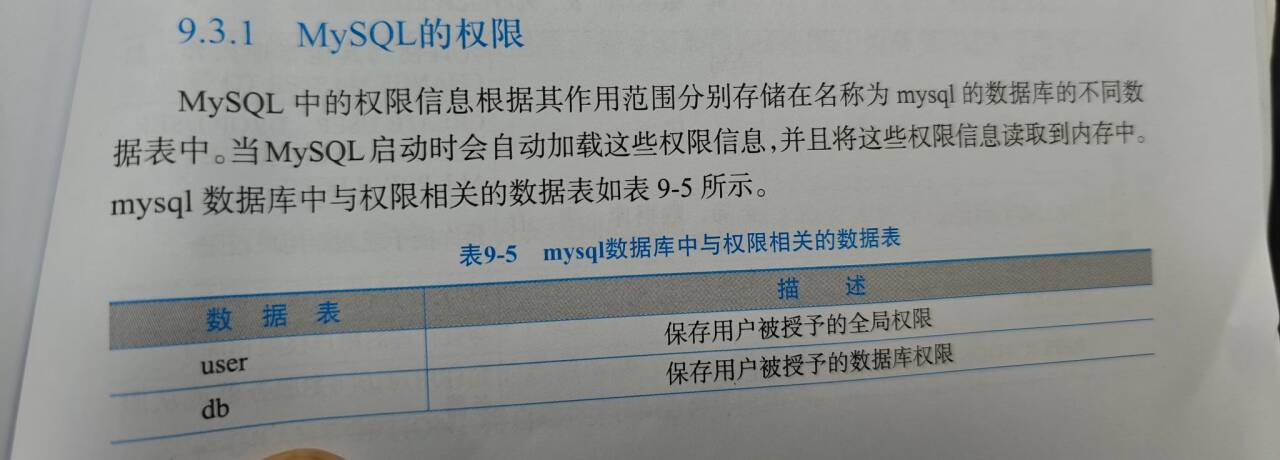 9.3.1 MySQL的权限
MySQL 中的权限信息根据其作用范围分别存储在名称为 mysql 的数据库的不同数
据表中。当MySQL启动时会自动加载这些权限信息,并且将这些权限信息读取到内存中。
mysql 数据库中与权限相关的数据表如表 9-5 所示。
表9-5 mysql数据库中与权限相关的数据表
数 据 表 描 述
user 保存用户被授予的全局权限
db 保存用户被授予的数据库权限